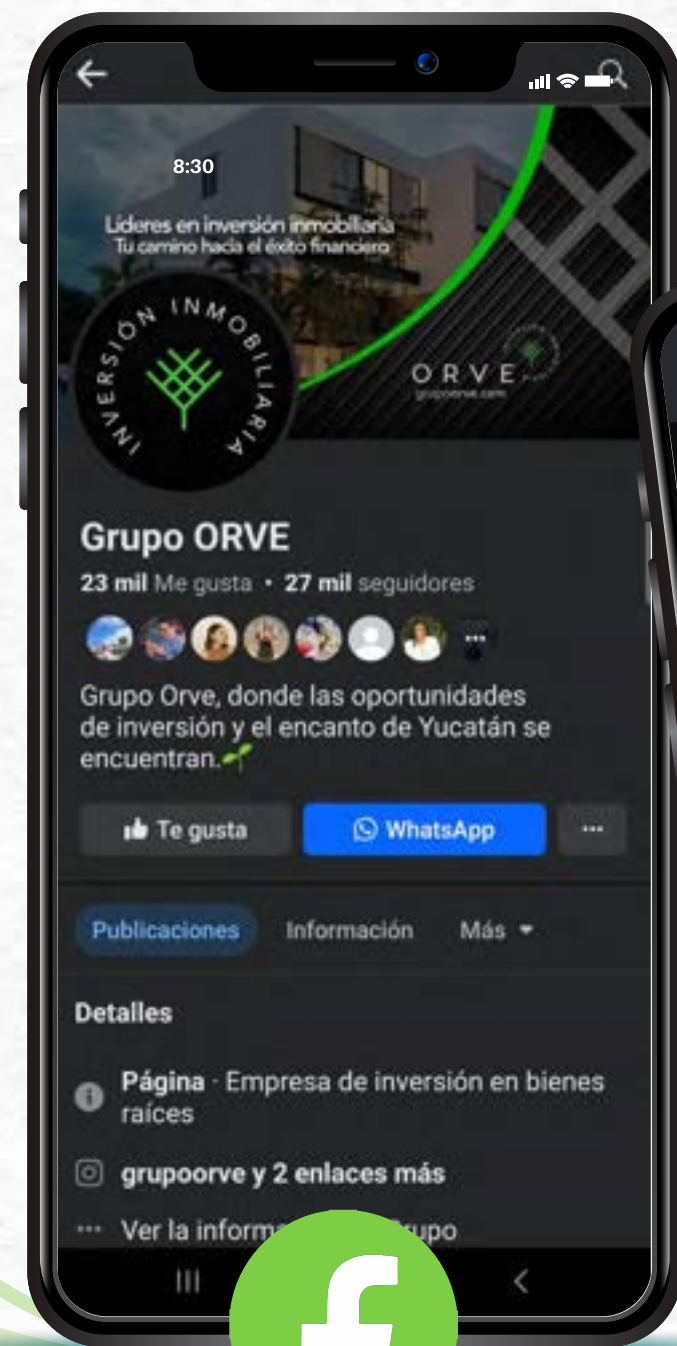 8:30
Líderes en inversión inmobiliaria
Tu camino hacia el éxito financiero
INVERSIÓN INMOBILIARIA
ORVE
grupoorve.com
Grupo ORVE
23 mil Me gusta • 27 mil seguidores
Grupo Orve, donde las oportunidades
de inversión y el encanto de Yucatán se
encuentran.🌱
Te gusta
WhatsApp
Publicaciones
Información
Más
Detalles
Página · Empresa de inversión en bienes
raíces
grupoorve y 2 enlaces más
Ver la